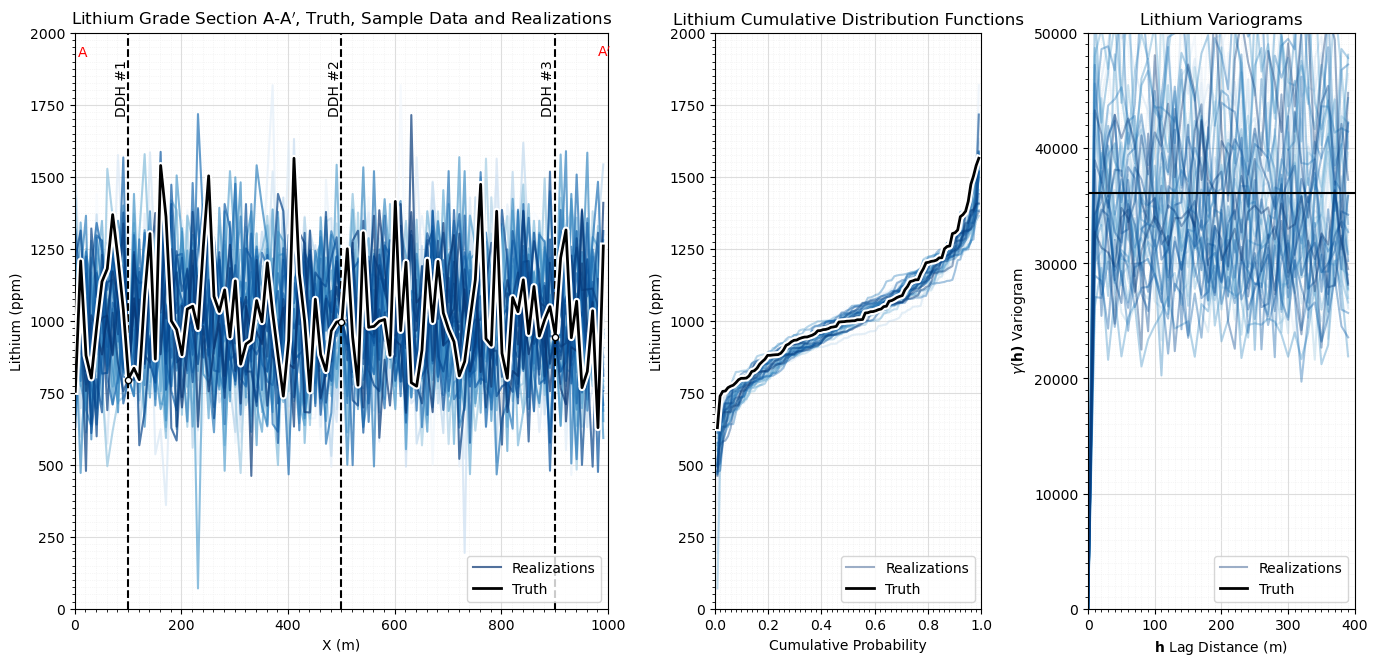 Lithium Grade Section A-A′, Truth, Sample Data and Realizations
2000
1750
1500
1250
1000
750
500
250
0
Lithium (ppm)
A
A
DDH #1
DDH #2
DDH #3
Realizations
Truth
0
200
400
600
800
1000
X (m)
Lithium Cumulative Distribution Functions
2000
1750
1500
1250
1000
750
500
250
0
Lithium (ppm)
Realizations
Truth
0.0
0.2
0.4
0.6
0.8
1.0
Cumulative Probability
Lithium Variograms
50000
40000
30000
20000
10000
0
γ(h) Variogram
Realizations
Truth
0
100
200
300
400
h Lag Distance (m)